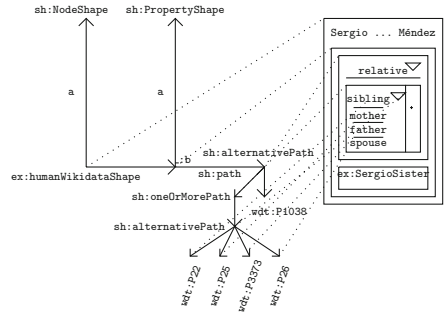 sh:NodeShape
sh:PropertyShape
a
a
_:b
ex:humanWikidataShape
sh:alternativePath
sh:path
sh:oneOrMorePath
wdt:P1038
sh:alternativePath
wdt:P22
wdt:P25
wdt:P3373
wdt:P26
Sergio ... Méndez
relative
sibling
mother
father
spouse
ex:SergioSister